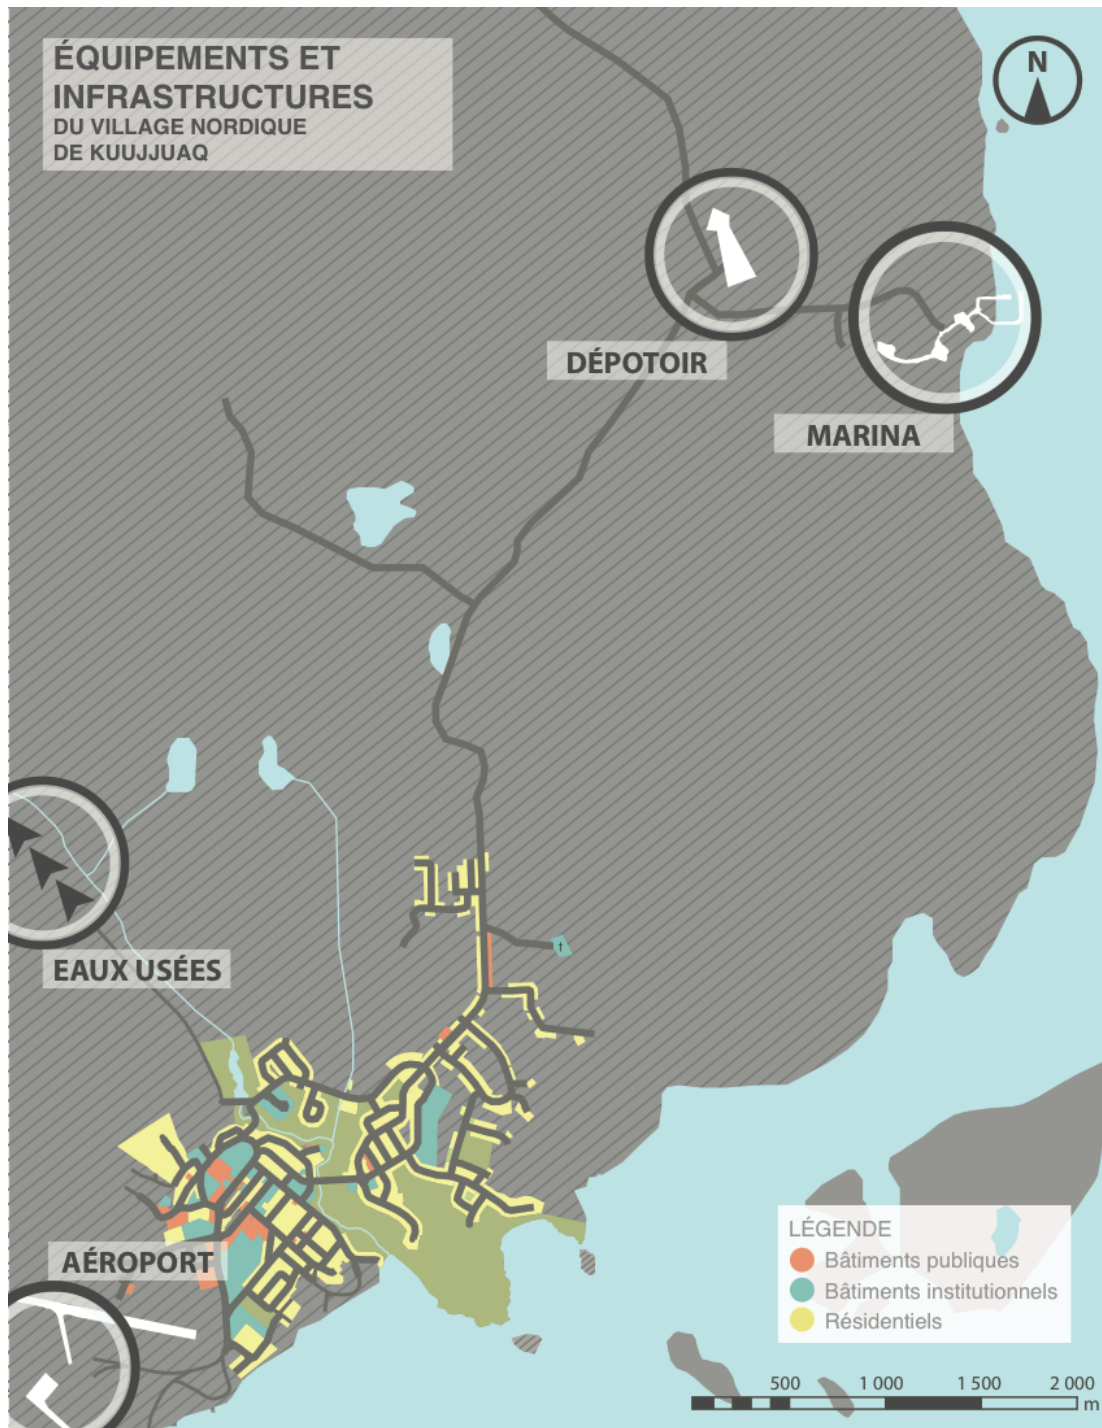 ÉQUIPEMENTS ET
INFRASTRUCTURES
DU VILLAGE NORDIQUE
DE KUUJJUAQ
N
DÉPOTOIR
MARINA
EAUX USÉES
AÉROPORT
LÉGENDE
Bâtiments publiques
Bâtiments institutionnels
Résidentiels
500 1 000 1 500 2 000
m